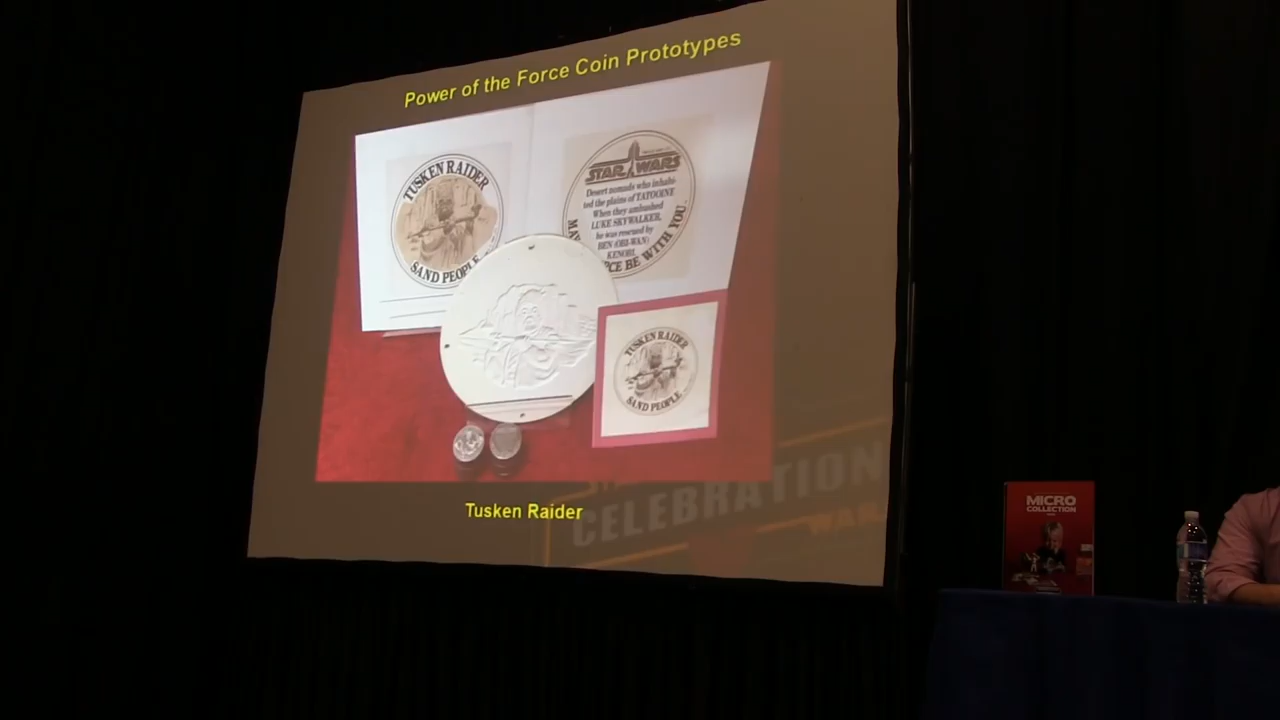 Power of the Force Coin Prototypes
TUSKEN RAIDER
SAND PEOPLE
STAR WARS
Desert nomads who inhabi-
ted the plains of TATOOINE
When they ambushed
LUKE SKYWALKER,
he was rescued by
BEN (OBI-WAN)
KENOBI.
BE WITH YOU
TUSKEN RAIDER
SAND PEOPLE
Tusken Raider
CELEBRATION
MICRO
COLLECTION